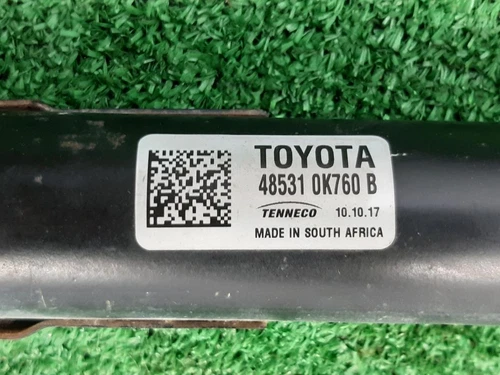 TOYOTA
48531 0K760 B
TENNECO 10.10.17
MADE IN SOUTH AFRICA